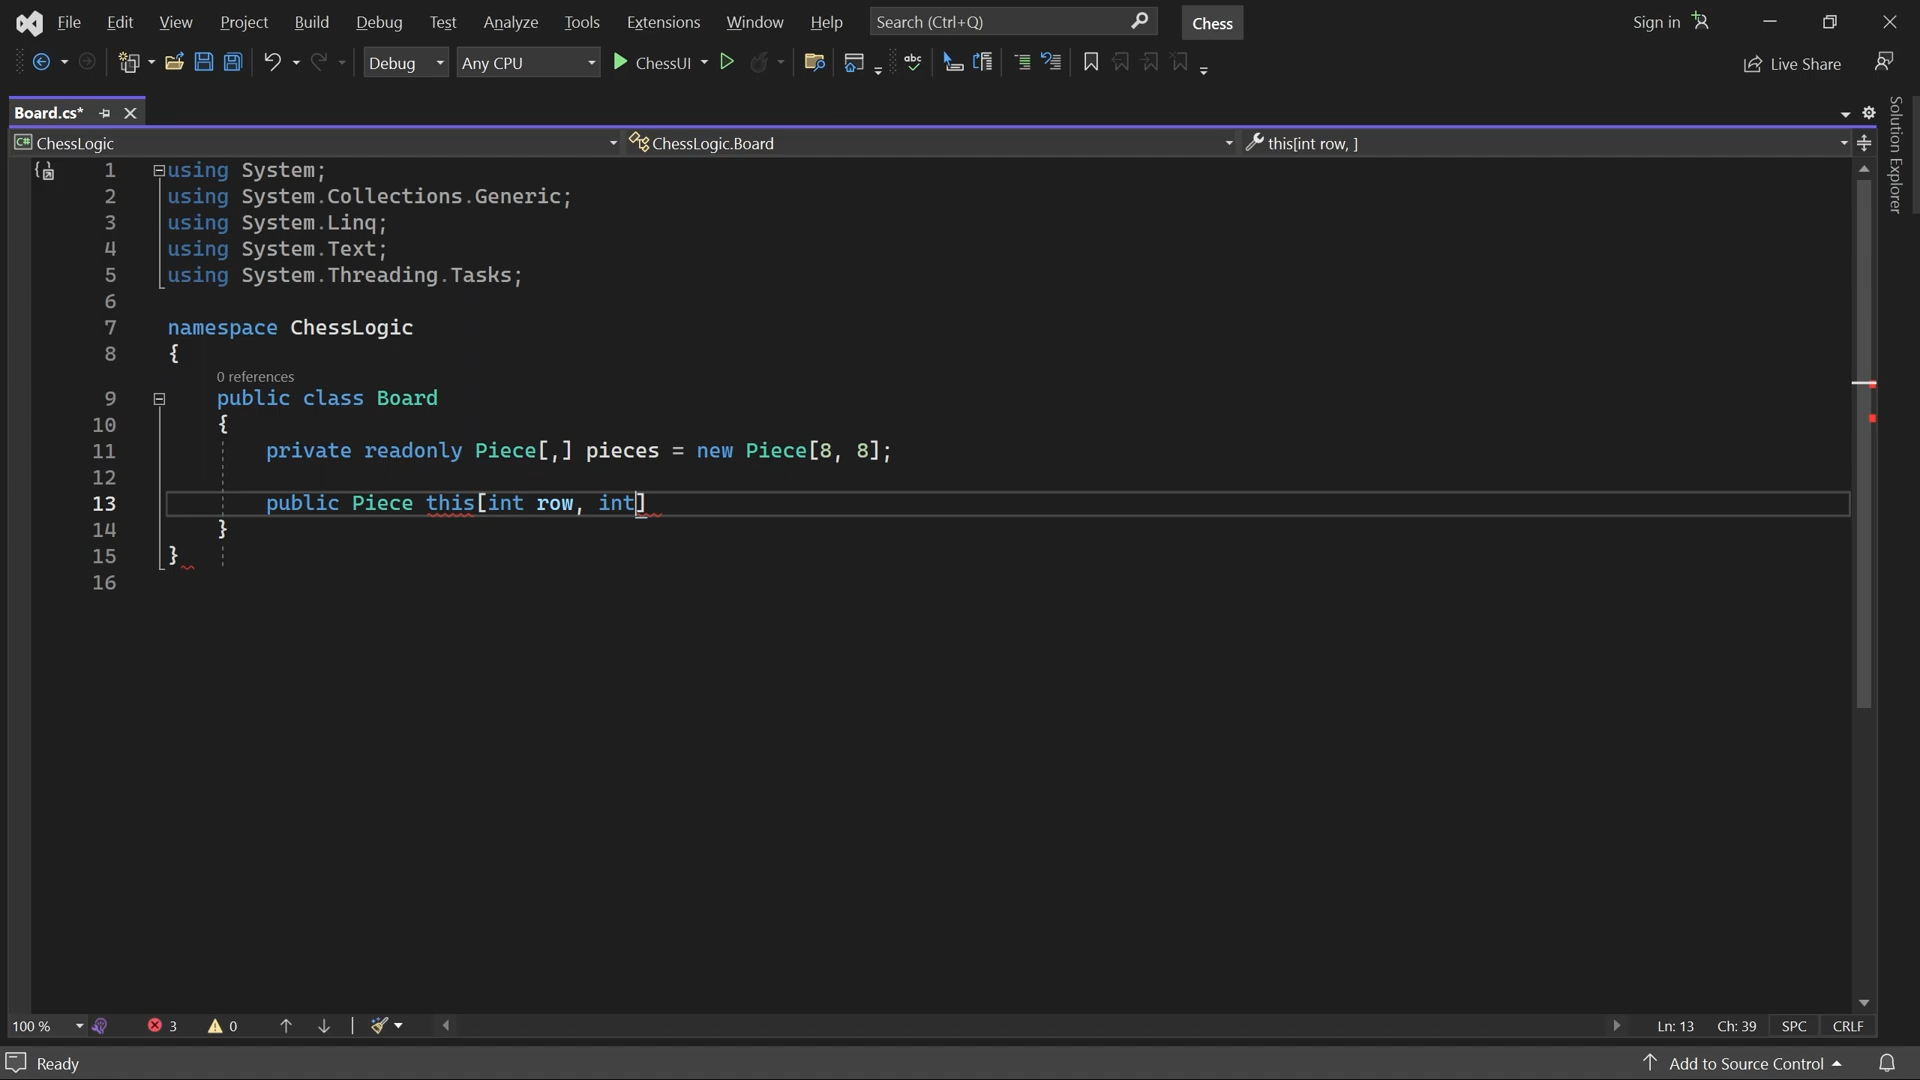 File Edit View Project Build Debug Test Analyze Tools Extensions Window Help Search (Ctrl+Q) Chess Sign in
Debug Any CPU ChessUI abc Live Share
Board.cs*
Solution Explorer
C# ChessLogic ChessLogic.Board this[int row, ]
1 using System;
2 using System.Collections.Generic;
3 using System.Linq;
4 using System.Text;
5 using System.Threading.Tasks;
6
7 namespace ChessLogic
8 {
0 references
9 public class Board
10 {
11 private readonly Piece[,] pieces = new Piece[8, 8];
12
13 public Piece this[int row, int]
14 }
15 }
16
100 % 3 0 Ln: 13 Ch: 39 SPC CRLF
Ready Add to Source Control